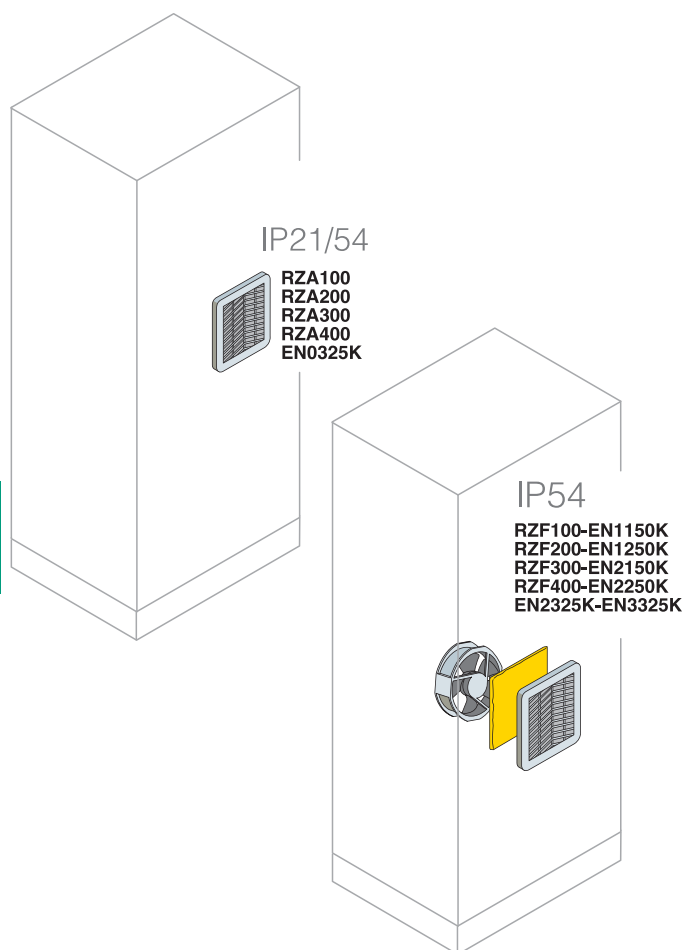 IP21/54
RZA100
RZA200
RZA300
RZA400
EN0325K
IP54
RZF100-EN1150K
RZF200-EN1250K
RZF300-EN2150K
RZF400-EN2250K
EN2325K-EN3325K